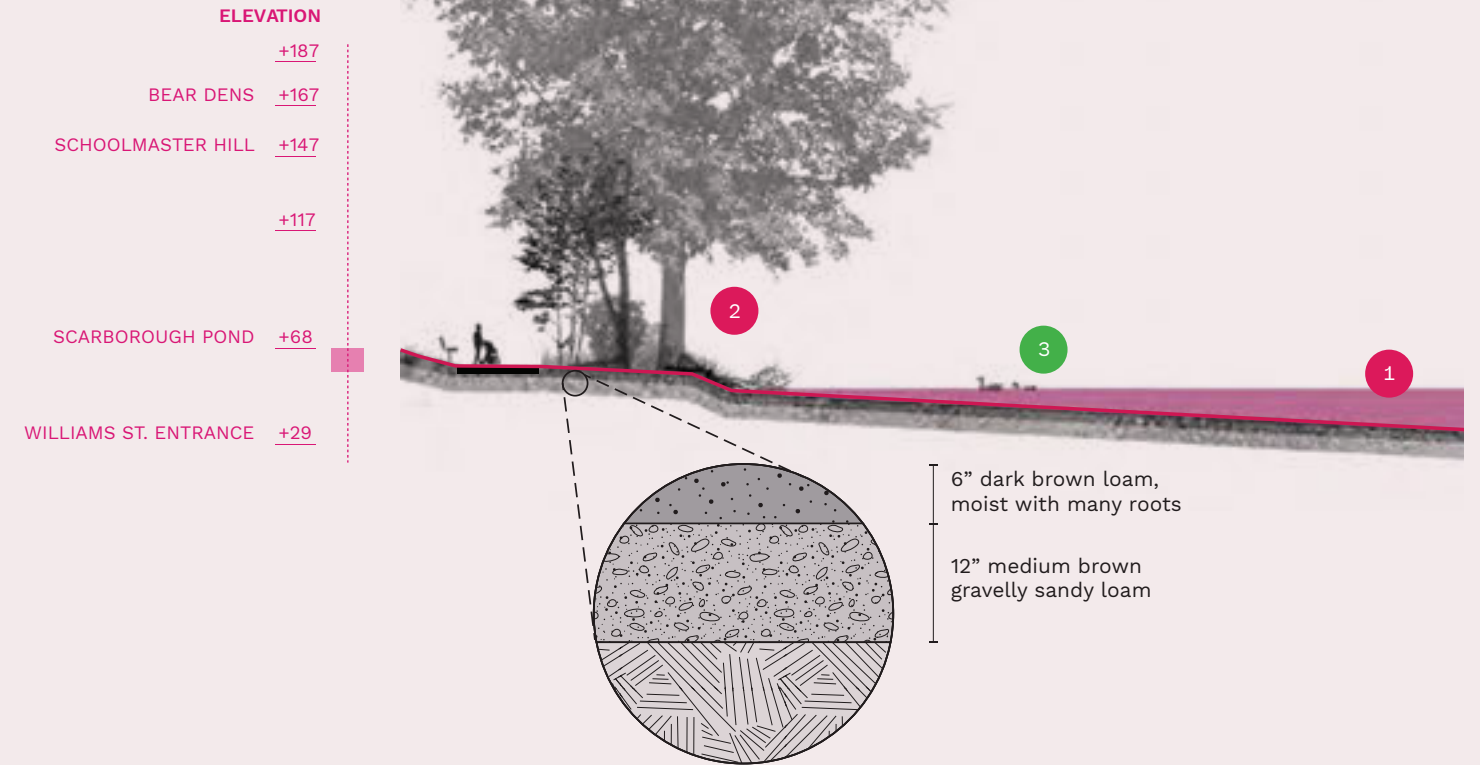 ELEVATION
+187
BEAR DENS +167
SCHOOLMASTER HILL +147
+117
SCARBOROUGH POND +68
WILLIAMS ST. ENTRANCE +29
2
3
1
6” dark brown loam,
moist with many roots
12” medium brown
gravelly sandy loam